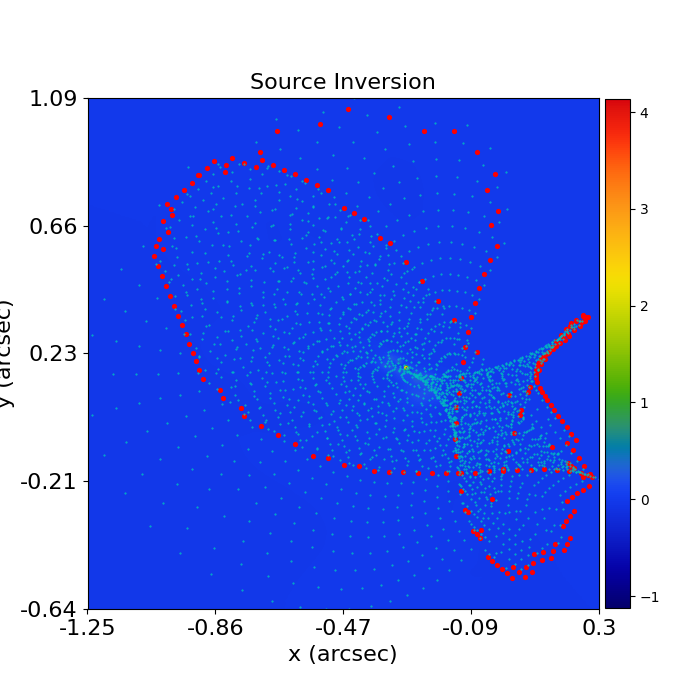 Source Inversion
1.09
0.66
0.23
-0.21
-0.64
y (arcsec)
-1.25 -0.86 -0.47 -0.09 0.3
x (arcsec)
4
3
2
1
0
−1